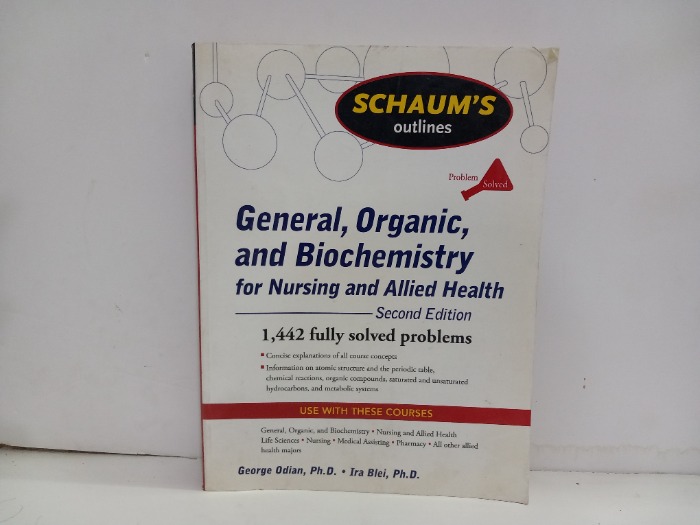 SCHAUM'S
outlines
Problem
Solved
General, Organic,
and Biochemistry
for Nursing and Allied Health
Second Edition
1,442 fully solved problems
▪ Concise explanations of all course concepts
▪ Information on atomic structure and the periodic table,
chemical reactions, organic compounds, saturated and unsaturated
hydrocarbons, and metabolic systems
USE WITH THESE COURSES
General, Organic, and Biochemistry • Nursing and Allied Health
Life Sciences • Nursing • Medical Assisting • Pharmacy • All other allied
health majors
George Odian, Ph.D. • Ira Blei, Ph.D.